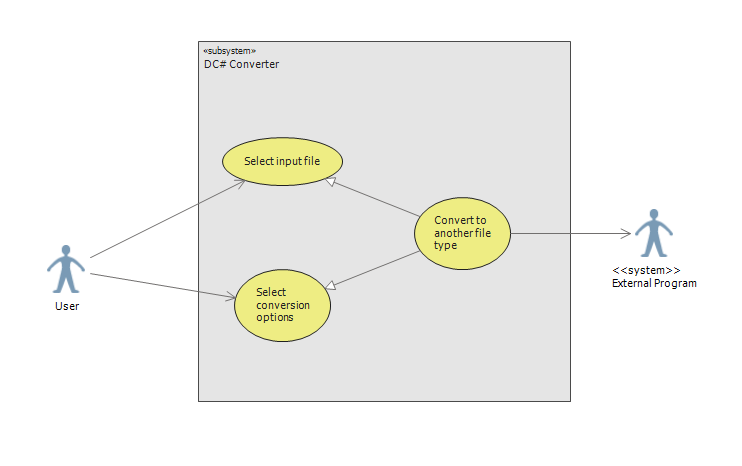 «subsystem»
DC# Converter
Select input file
Convert to
another file
type
<<system>>
External Program
User
Select
conversion
options